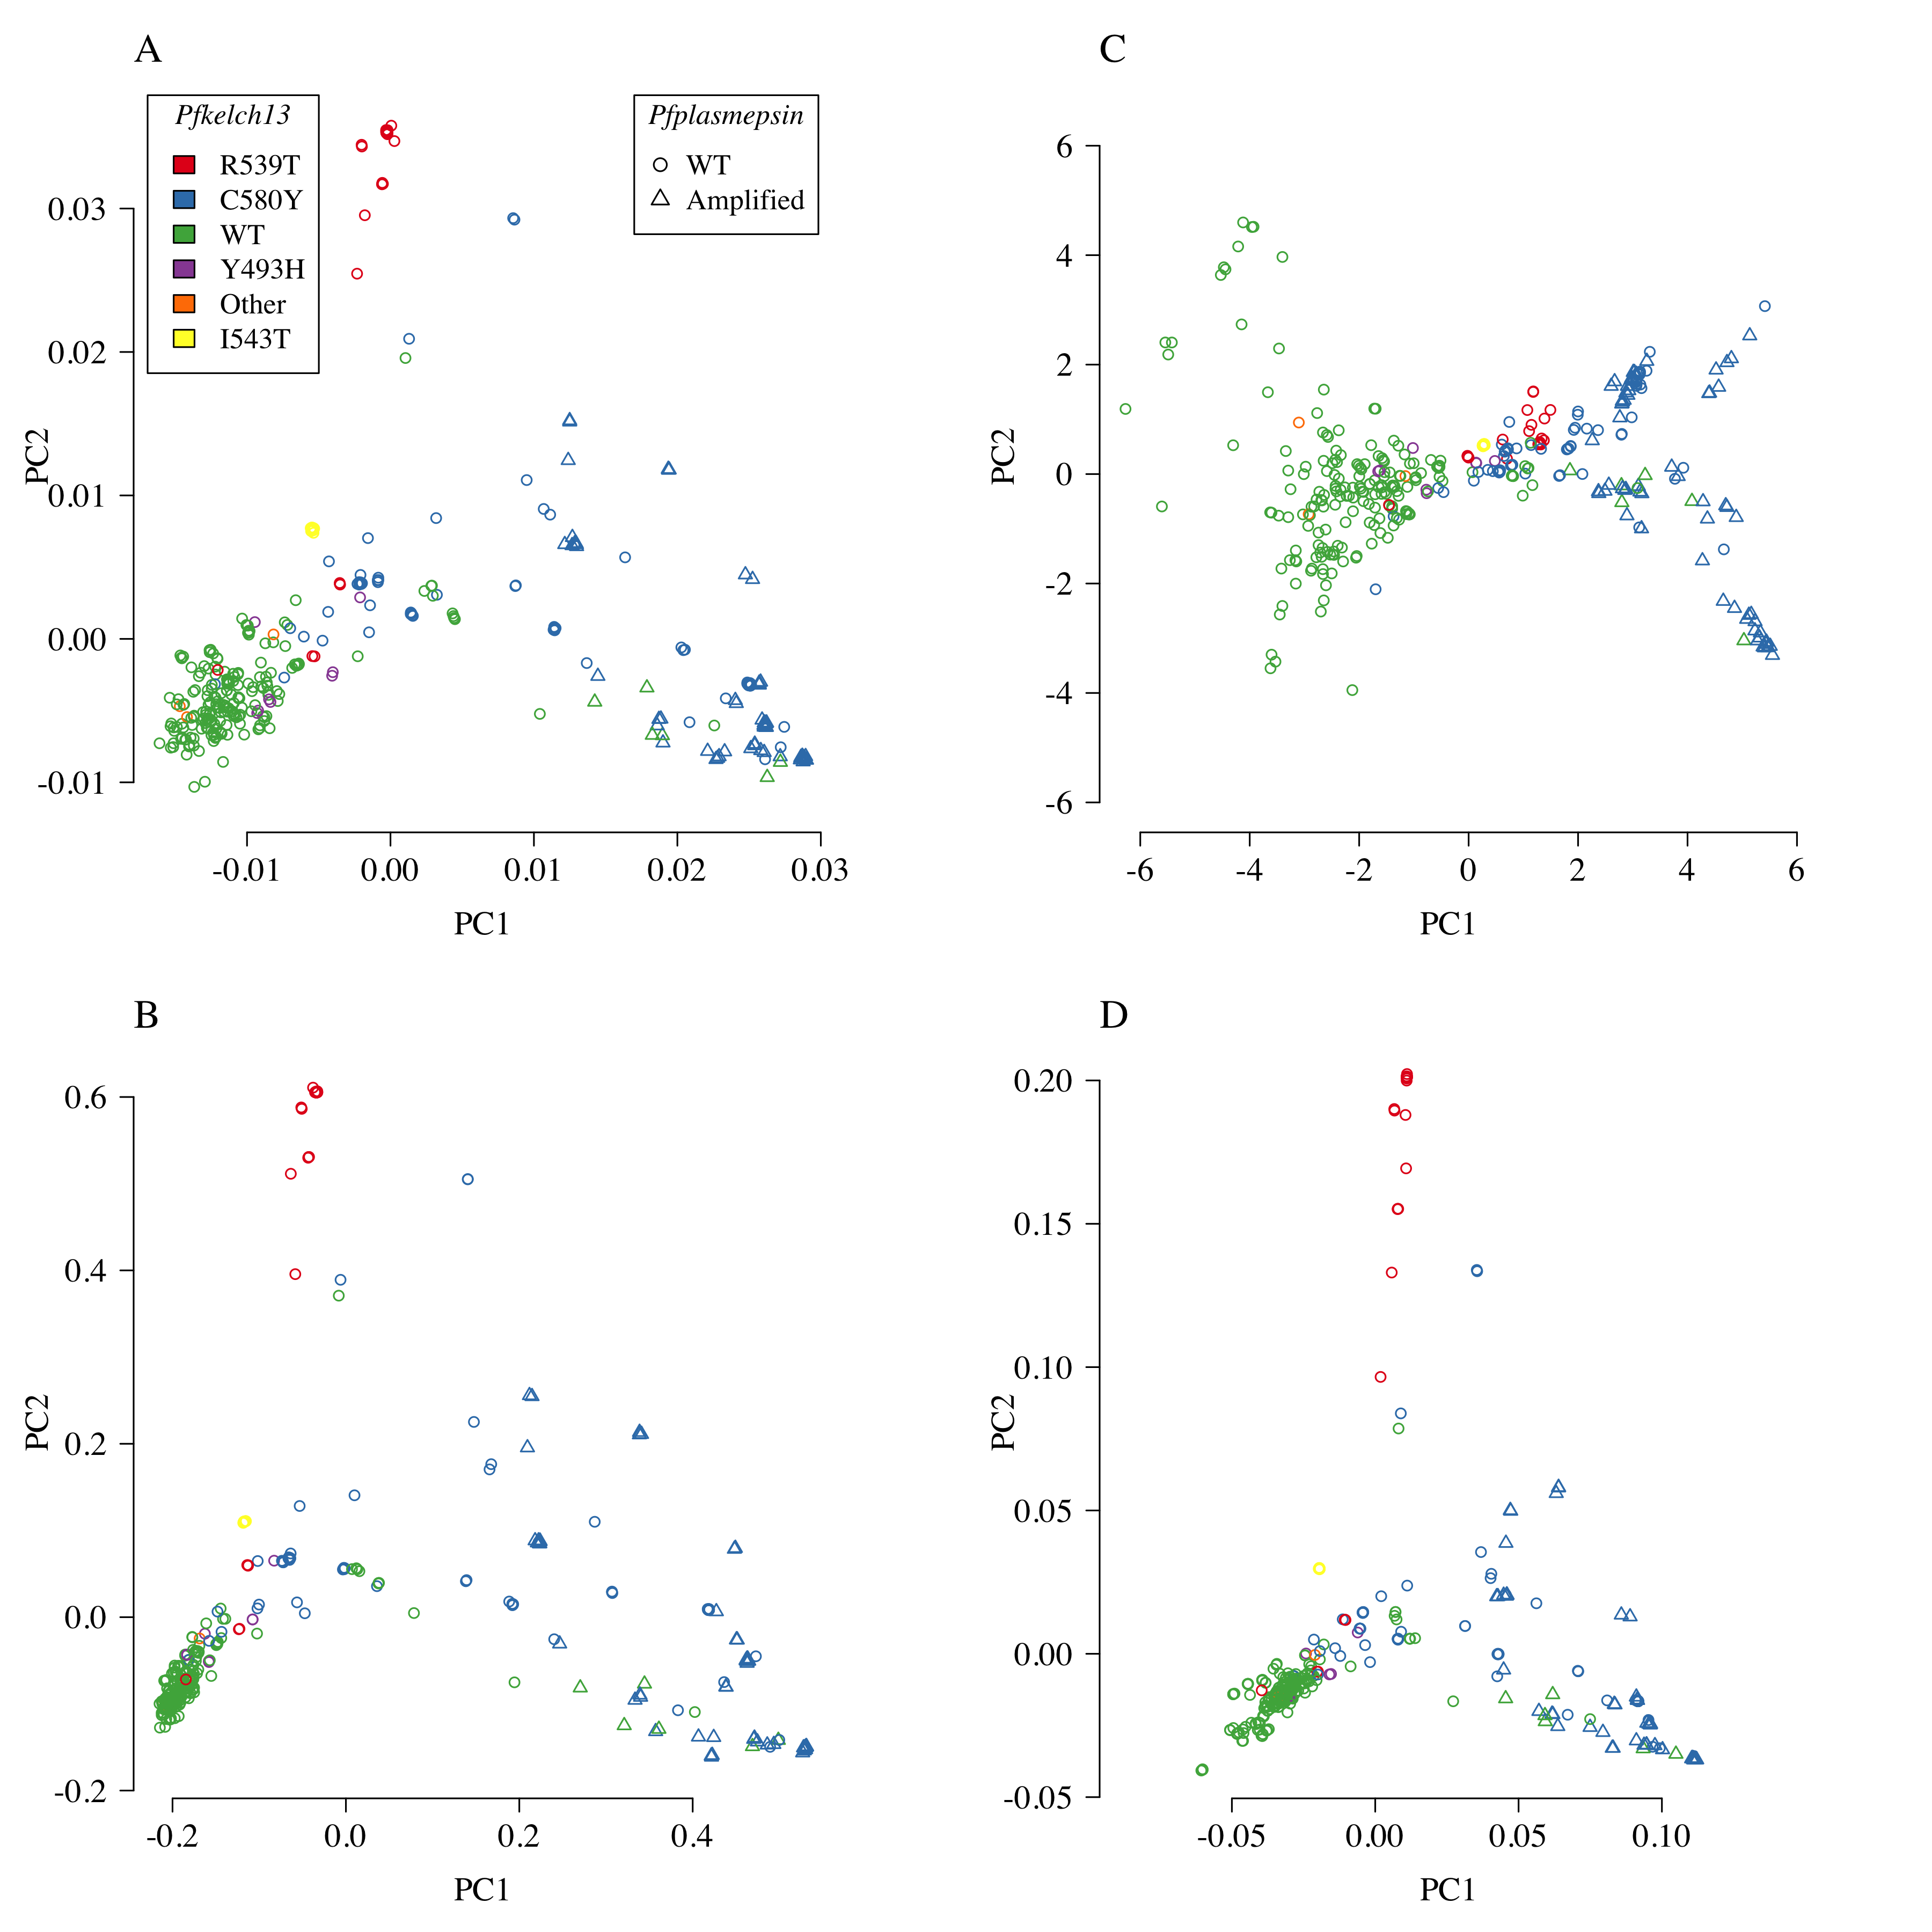 A
Pfkelch13
R539T
C580Y
WT
Y493H
Other
I543T
Pfplasmepsin
WT
Amplified
0.03
0.02
0.01
0.00
-0.01
PC2
-0.01 0.00 0.01 0.02 0.03
PC1
C
6
4
2
0
-2
-4
-6
PC2
-6 -4 -2 0 2 4 6
PC1
B
0.6
0.4
0.2
0.0
-0.2
PC2
-0.2 0.0 0.2 0.4
PC1
D
0.20
0.15
0.10
0.05
0.00
-0.05
PC2
-0.05 0.00 0.05 0.10
PC1